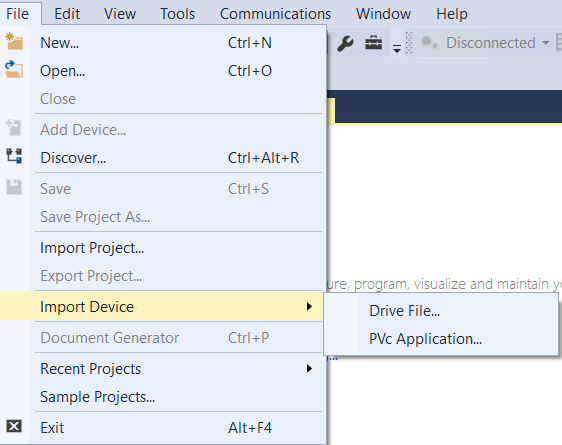 File Edit View Tools Communications Window Help
New... Ctrl+N
Disconnected
Open... Ctrl+O
Close
Add Device...
Discover... Ctrl+Alt+R
Save Ctrl+S
Save Project As...
Import Project...
Export Project...
ure, program, visualize and maintain yo
Import Device
Drive File...
Document Generator Ctrl+P
PVc Application...
Recent Projects
Sample Projects...
Exit Alt+F4